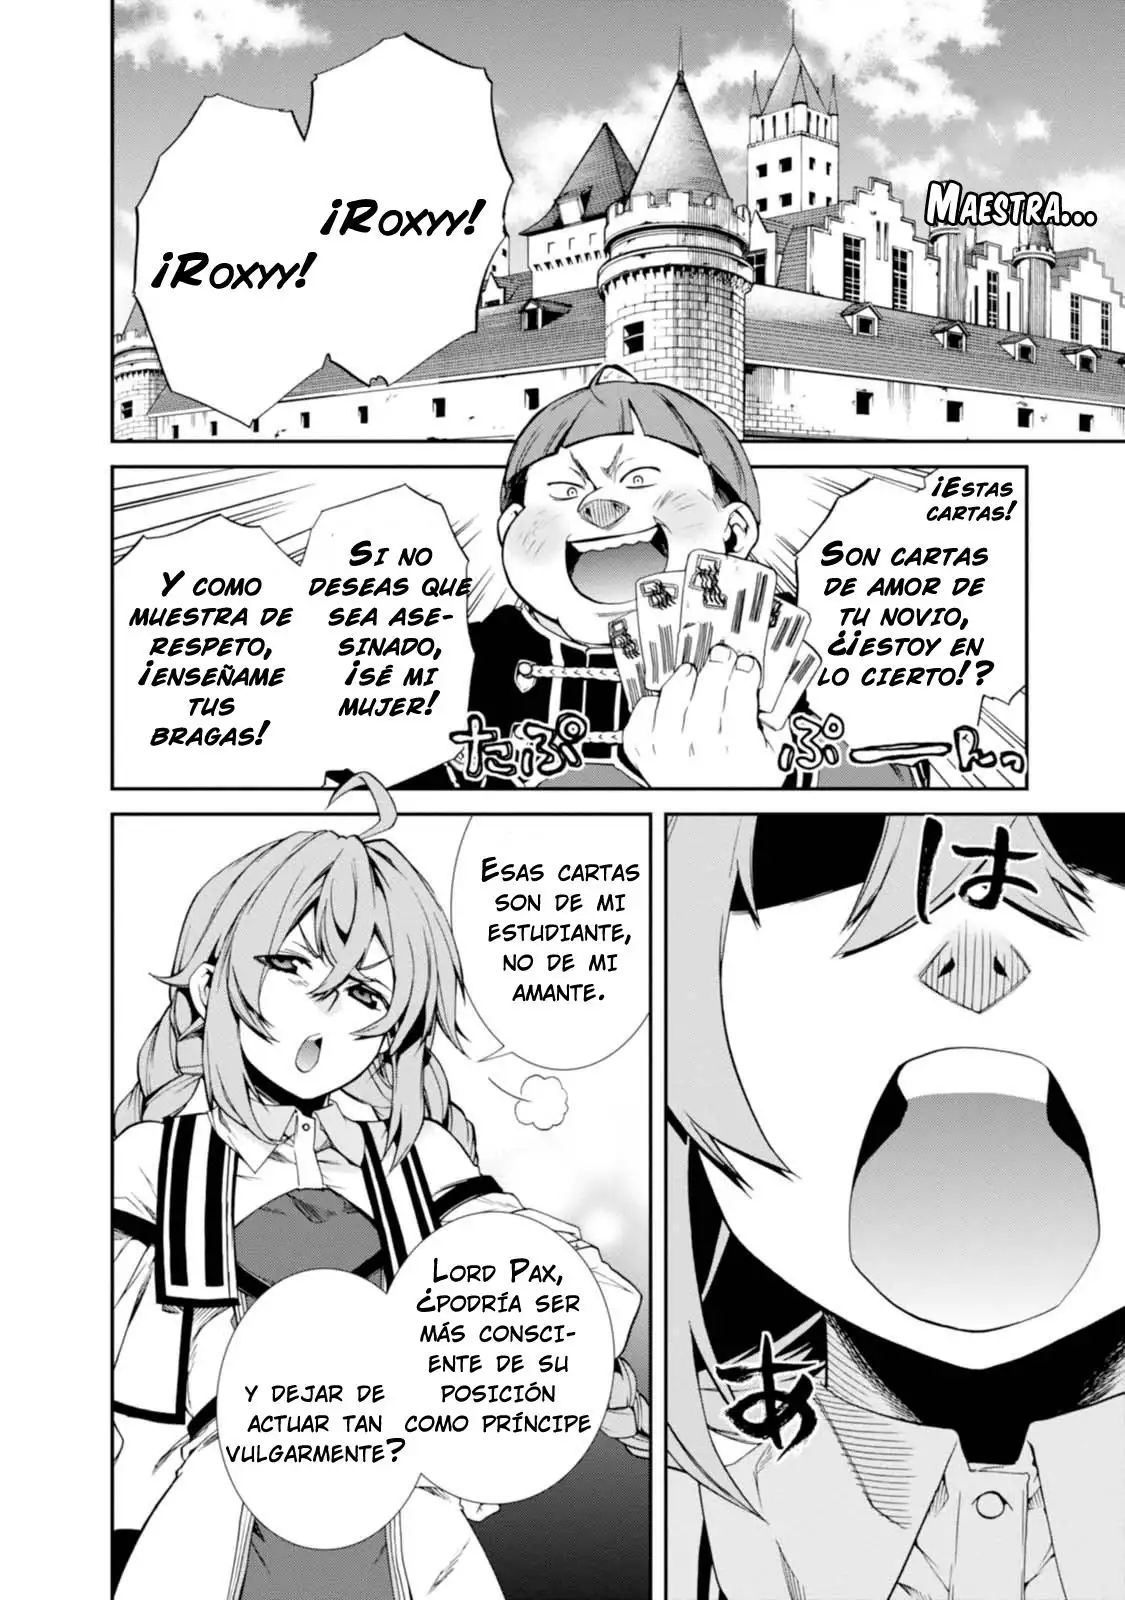 MAESTRA...
¡ROXYY!
¡ROXYY!
¡ESTAS
CARTAS!
SON CARTAS
DE AMOR DE
TU NOVIO,
¿¡ESTOY EN
LO CIERTO!?
SI NO
DESEAS QUE
SEA ASE-
SINADO,
¡SÉ MI
MUJER!
Y COMO
MUESTRA DE
RESPETO,
¡ENSEÑAME
TUS
BRAGAS!
たぷ
ぷーんっ
は
あ
ESAS CARTAS
SON DE MI
ESTUDIANTE,
NO DE MI
AMANTE.
LORD PAX,
¿PODRÍA SER
MÁS CONSCI-
ENTE DE SU
POSICIÓN
COMO PRÍNCIPE
Y DEJAR DE
ACTUAR TAN
VULGARMENTE?